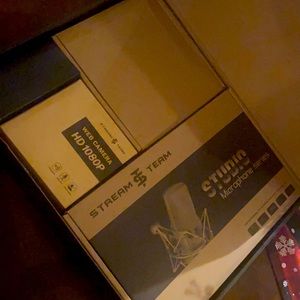 WEB CAMERA
HD 1080P
STREAM TEAM
STUDIO
Microphone series